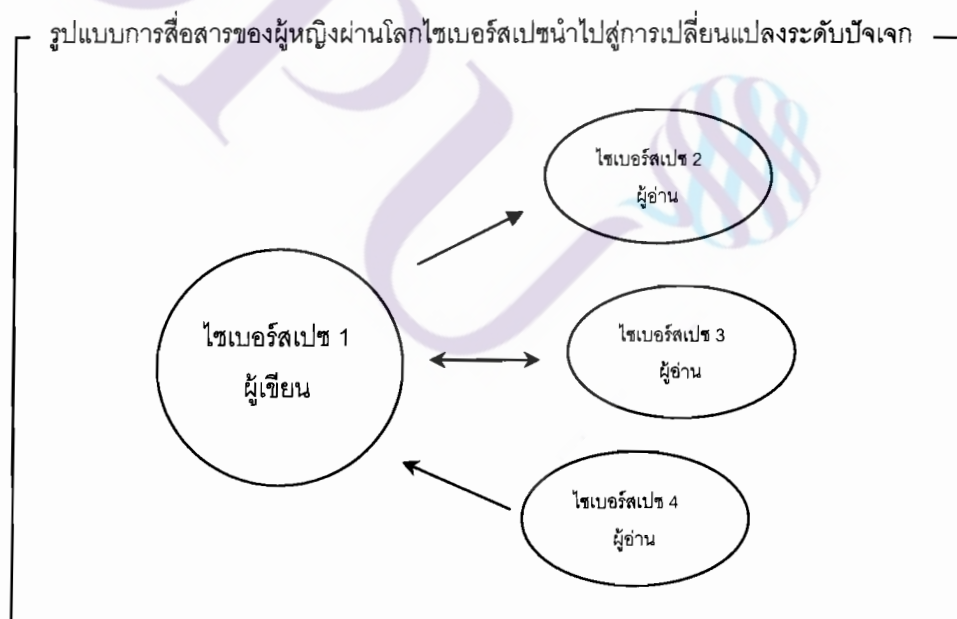 รูปแบบการสื่อสารของผู้หญิงผ่านโลกไซเบอร์สเปซนำไปสู่การเปลี่ยนแปลงระดับปัจเจก
ไซเบอร์สเปซ 2
ผู้อ่าน
ไซเบอร์สเปซ 1
ผู้เขียน
ไซเบอร์สเปซ 3
ผู้อ่าน
ไซเบอร์สเปซ 4
ผู้อ่าน